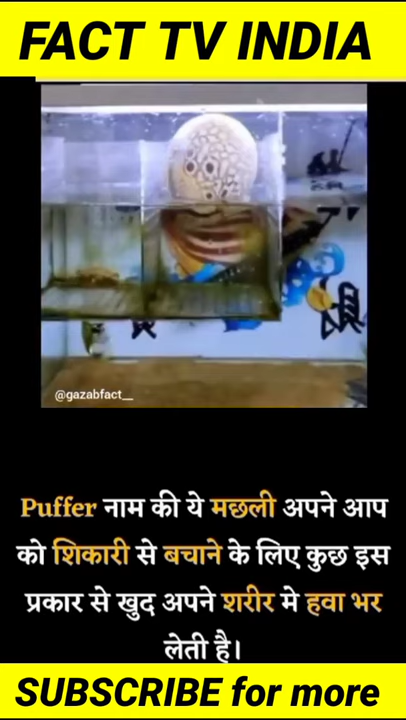 FACT TV INDIA
@gazabfact__
Puffer नाम की ये मछली अपने आप
को शिकारी से बचाने के लिए कुछ इस
प्रकार से खुद अपने शरीर मे हवा भर
लेती है।
SUBSCRIBE for more